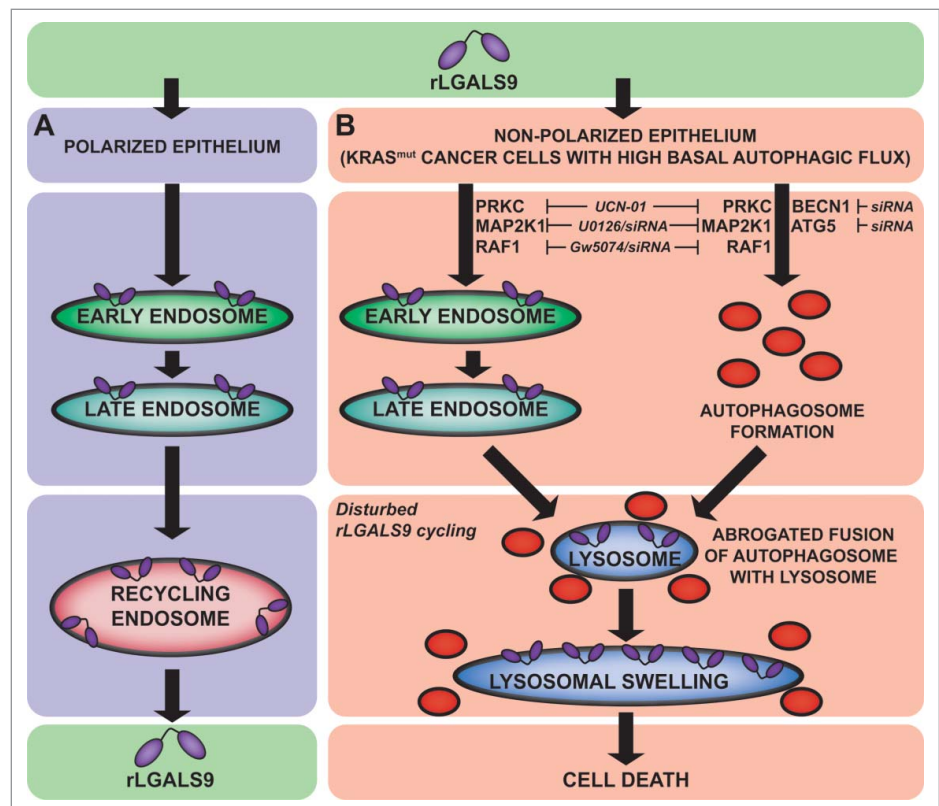 rLGALS9
A
POLARIZED EPITHELIUM
EARLY ENDOSOME
LATE ENDOSOME
RECYCLING
ENDOSOME
rLGALS9
B
NON-POLARIZED EPITHELIUM
(KRASᵐᵘᵗ CANCER CELLS WITH HIGH BASAL AUTOPHAGIC FLUX)
PRKC UCN-01 PRKC BECN1 siRNA
MAP2K1 U0126/siRNA MAP2K1 ATG5 siRNA
RAF1 Gw5074/siRNA RAF1
EARLY ENDOSOME
LATE ENDOSOME
AUTOPHAGOSOME
FORMATION
Disturbed
rLGALS9 cycling
LYSOSOME
ABROGATED FUSION
OF AUTOPHAGOSOME
WITH LYSOSOME
LYSOSOMAL SWELLING
CELL DEATH